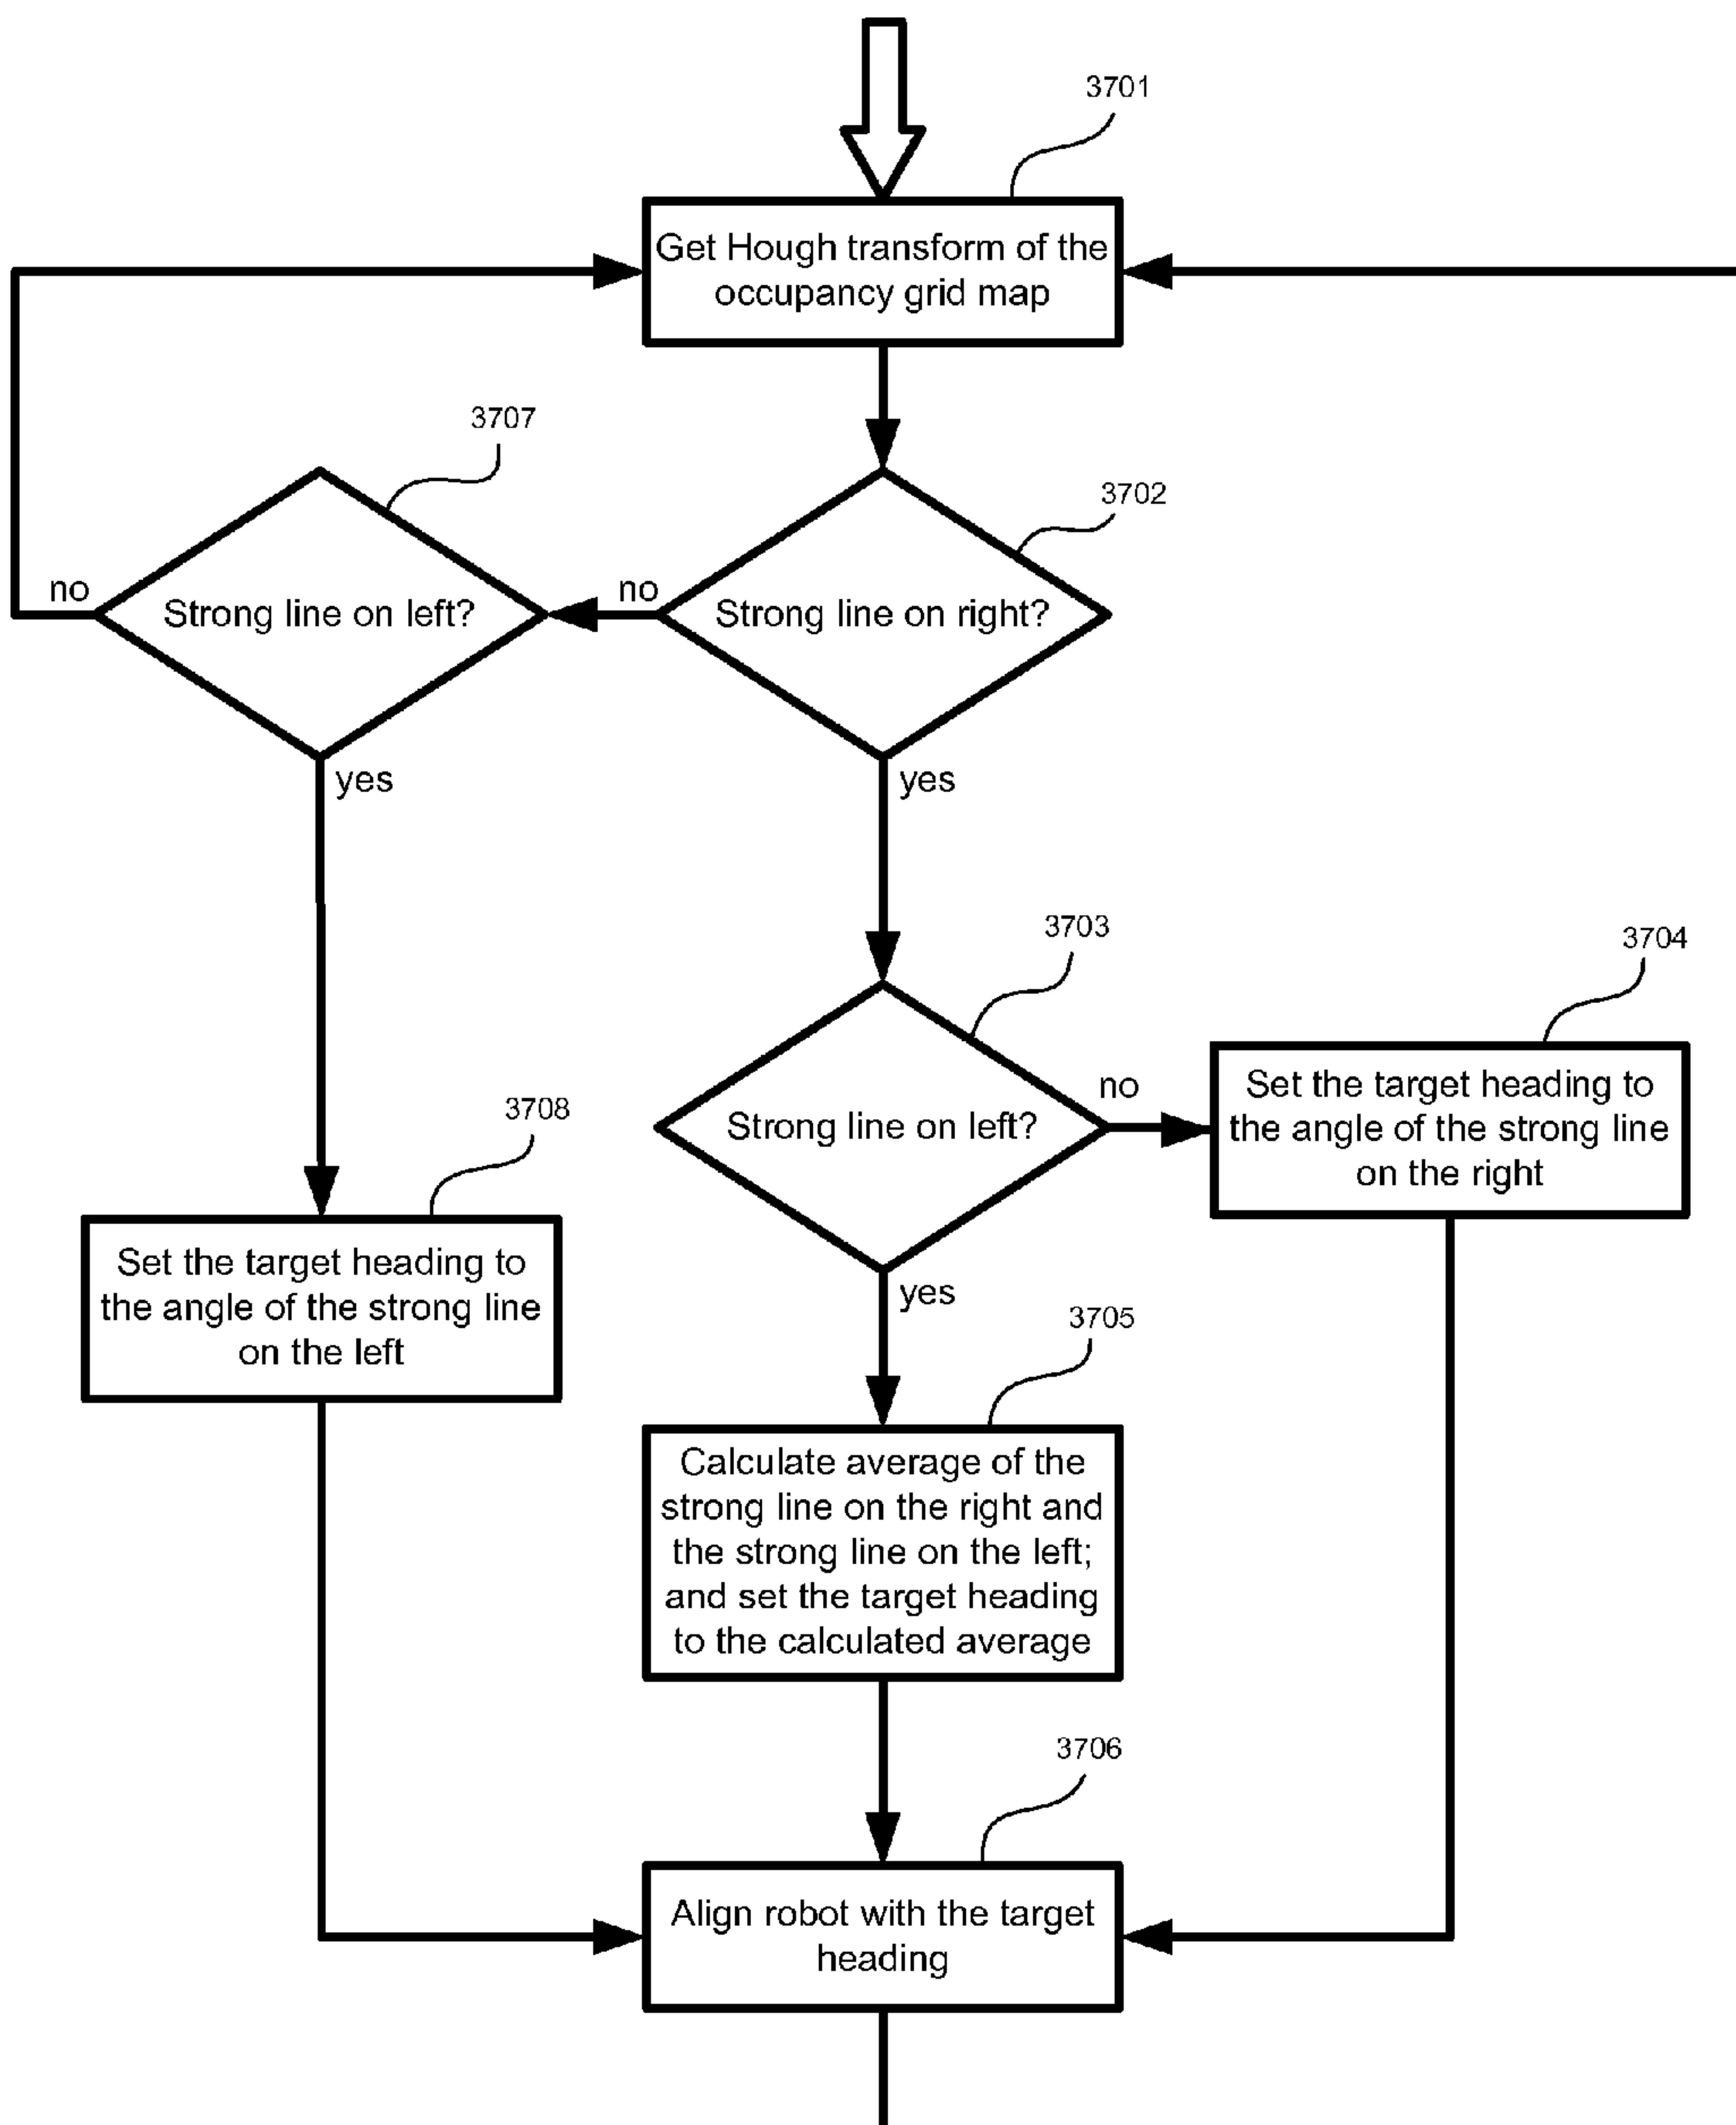 3701
Get Hough transform of the
occupancy grid map
3707
3702
no
Strong line on left?
no
Strong line on right?
yes
yes
3703
3704
Strong line on left?
no
Set the target heading to
the angle of the strong line
on the right
3708
Set the target heading to
the angle of the strong line
on the left
yes
3705
Calculate average of the
strong line on the right and
the strong line on the left;
and set the target heading
to the calculated average
3706
Align robot with the target
heading